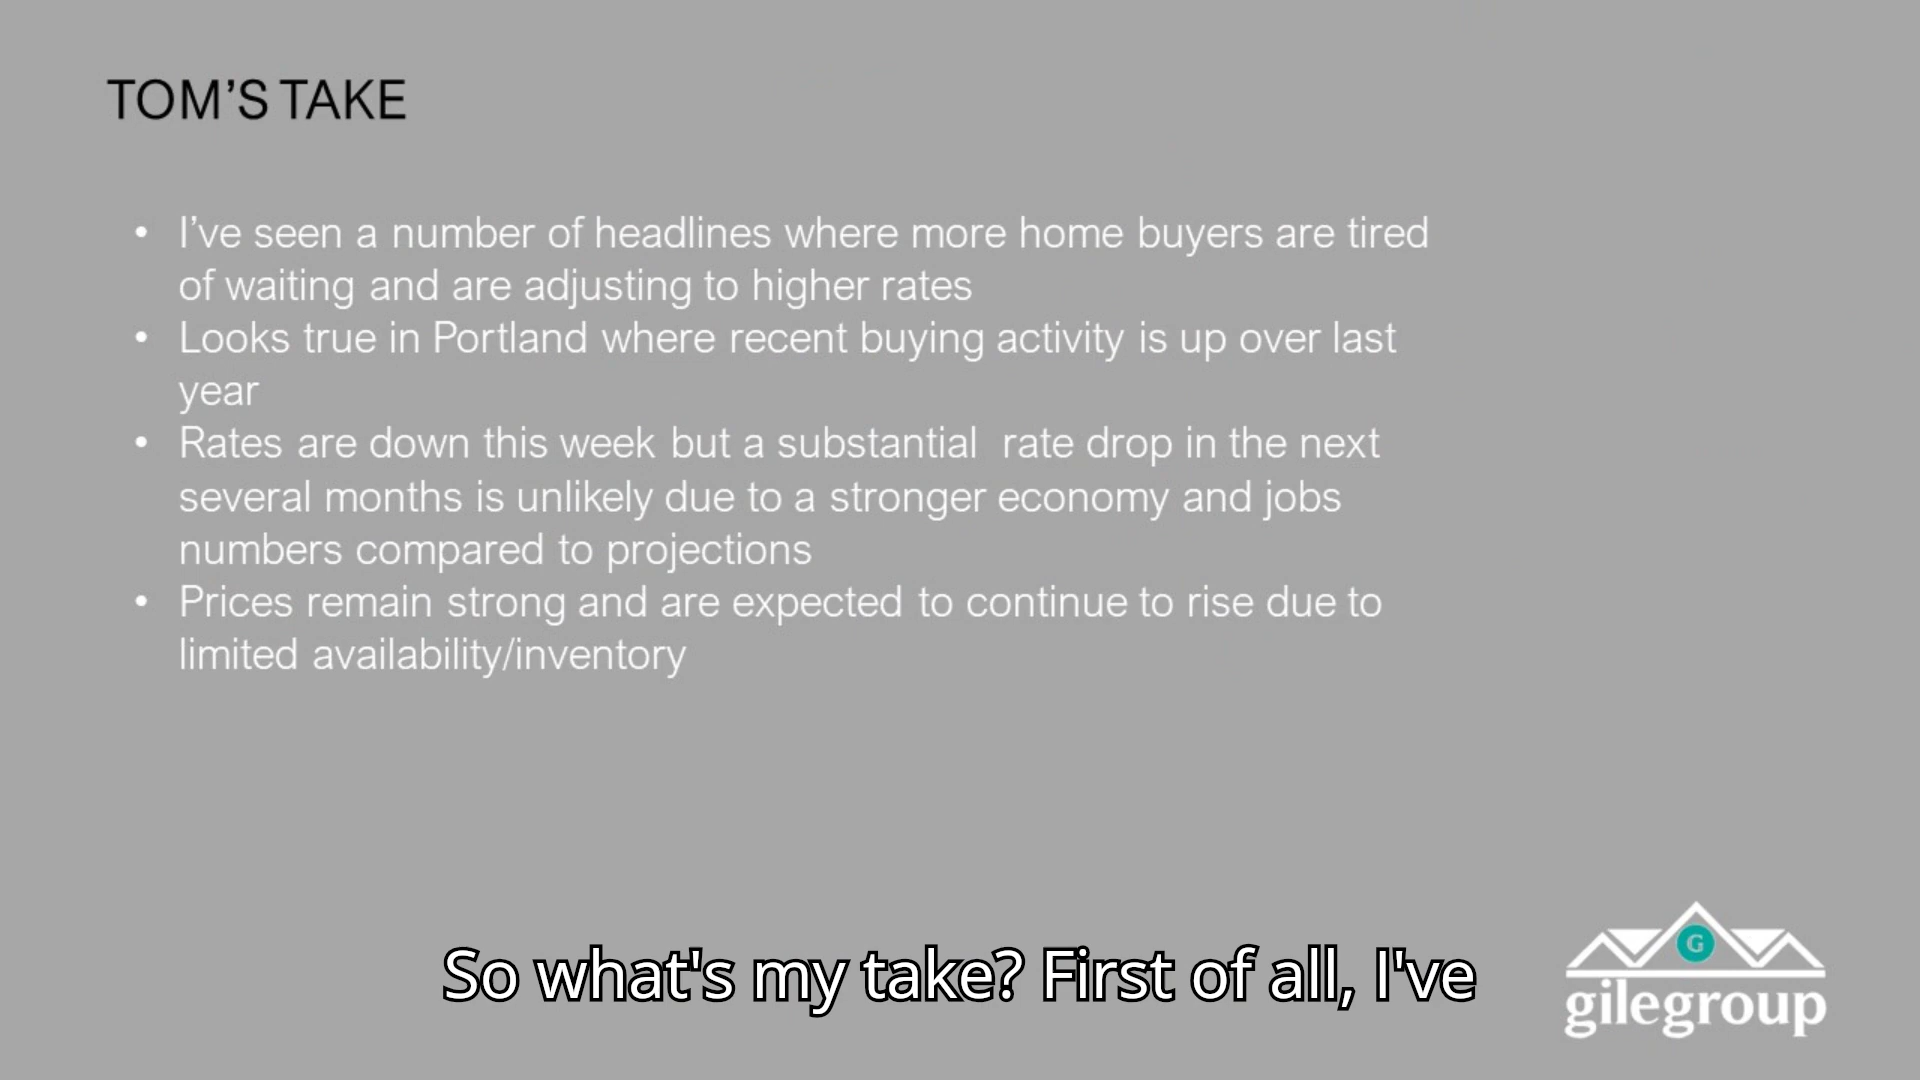 TOM'S TAKE
• I've seen a number of headlines where more home buyers are tired
of waiting and are adjusting to higher rates
• Looks true in Portland where recent buying activity is up over last
year
• Rates are down this week but a substantial  rate drop in the next
several months is unlikely due to a stronger economy and jobs
numbers compared to projections
• Prices remain strong and are expected to continue to rise due to
limited availability/inventory
So what's my take? First of all, I've
G
gilegroup